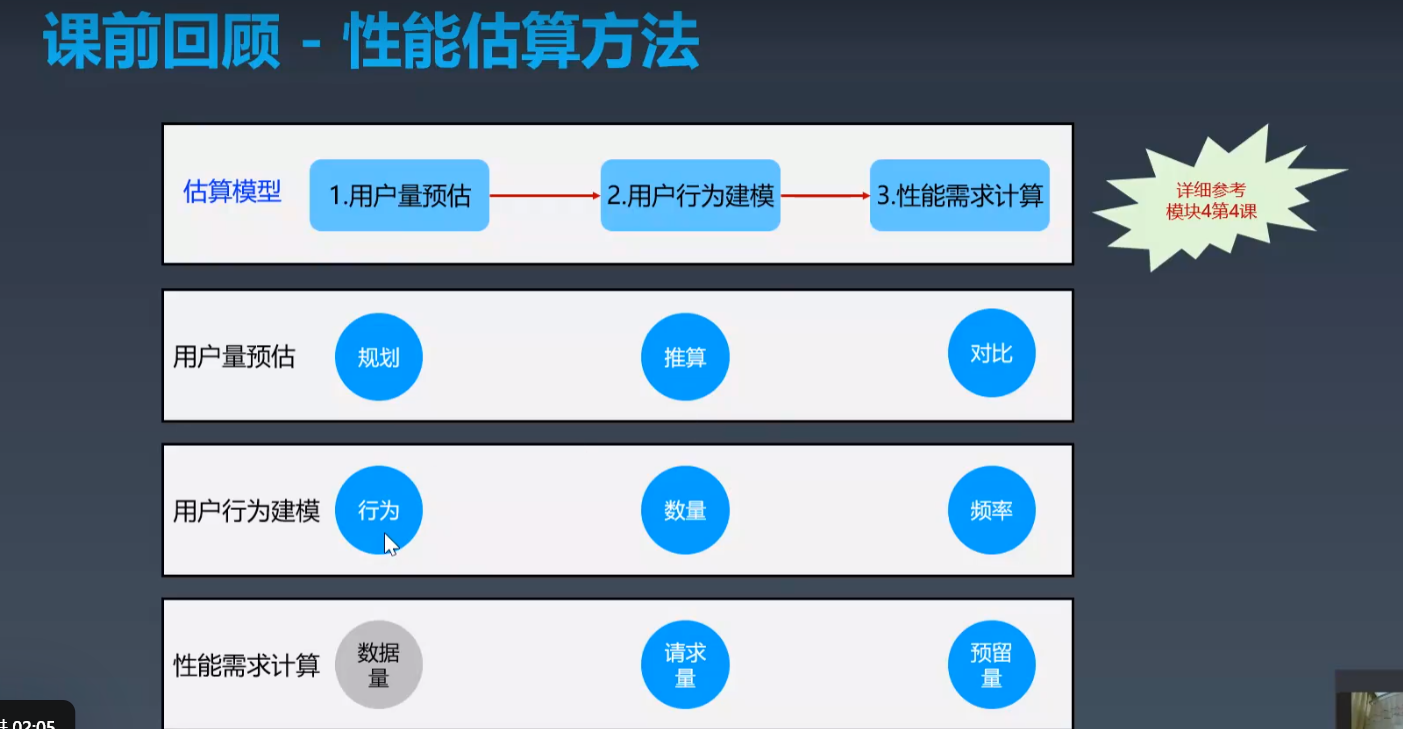 课前回顾 - 性能估算方法
估算模型
1.用户量预估
2.用户行为建模
3.性能需求计算
详细参考
模块4第4课
用户量预估
规划
推算
对比
用户行为建模
行为
数量
频率
性能需求计算
数据
量
请求
量
预留
量
02:05